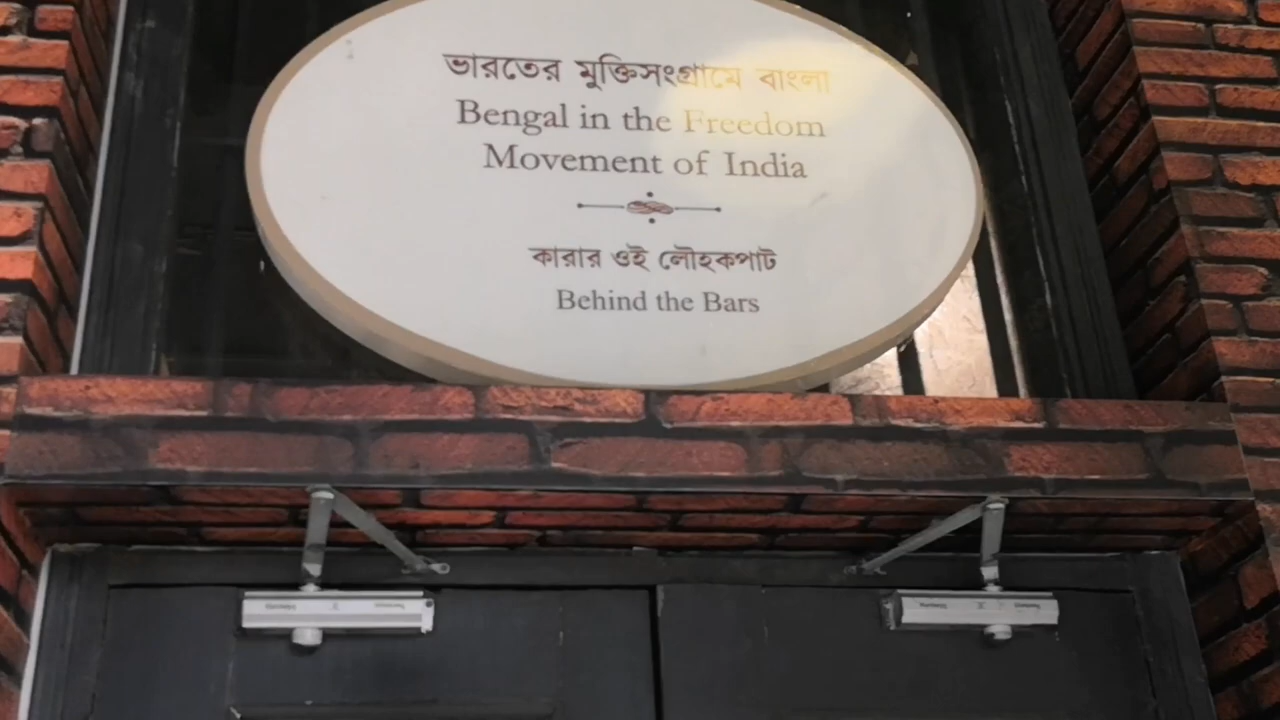 ভারতের মুক্তিসংগ্রামে বাংলা
Bengal in the Freedom
Movement of India
কারার ওই লৌহকপাট
Behind the Bars